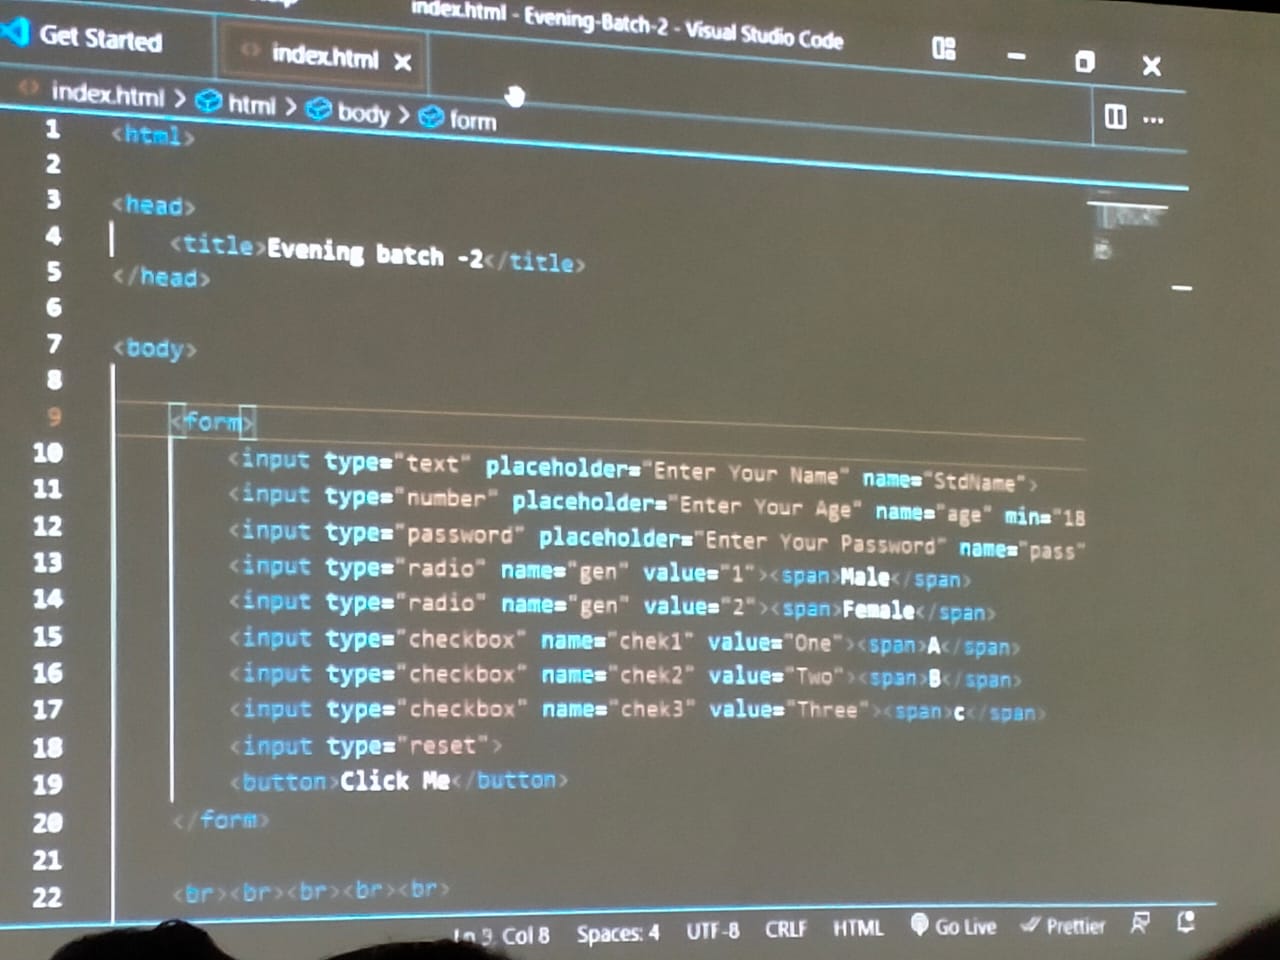 index.html - Evening-Batch-2 - Visual Studio Code
Get Started
index.html
index.html > html > body > form
1 <html>
2
3 <head>
4 <title>Evening batch -2</title>
5 </head>
6
7 <body>
8
9 <form>
10 <input type="text" placeholder="Enter Your Name" name="StdName">
11 <input type="number" placeholder="Enter Your Age" name="age" min="18
12 <input type="password" placeholder="Enter Your Password" name="pass"
13 <input type="radio" name="gen" value="1"><span>Male</span>
14 <input type="radio" name="gen" value="2"><span>Female</span>
15 <input type="checkbox" name="chek1" value="One"><span>A</span>
16 <input type="checkbox" name="chek2" value="Two"><span>B</span>
17 <input type="checkbox" name="chek3" value="Three"><span>c</span>
18 <input type="reset">
19 <button>Click Me</button>
20 </form>
21
22 <br><br><br><br><br>
Ln 9, Col 8 Spaces: 4 UTF-8 CRLF HTML Go Live Prettier